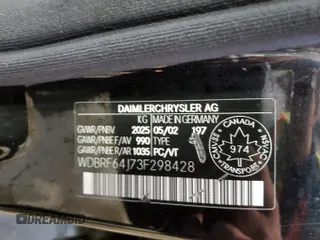 DAIMLERCHRYSLER AG
KG MADE IN GERMANY
GVWR/PNBV 2025 05/02 197
GAWR/PNBE F/AV 990 TYPE/TYPE
GAWR/PNBE R/AR 1035 PC/VT
WDBRF64J73F298428
CANADA
974
TRANSPORT
DREAMBID